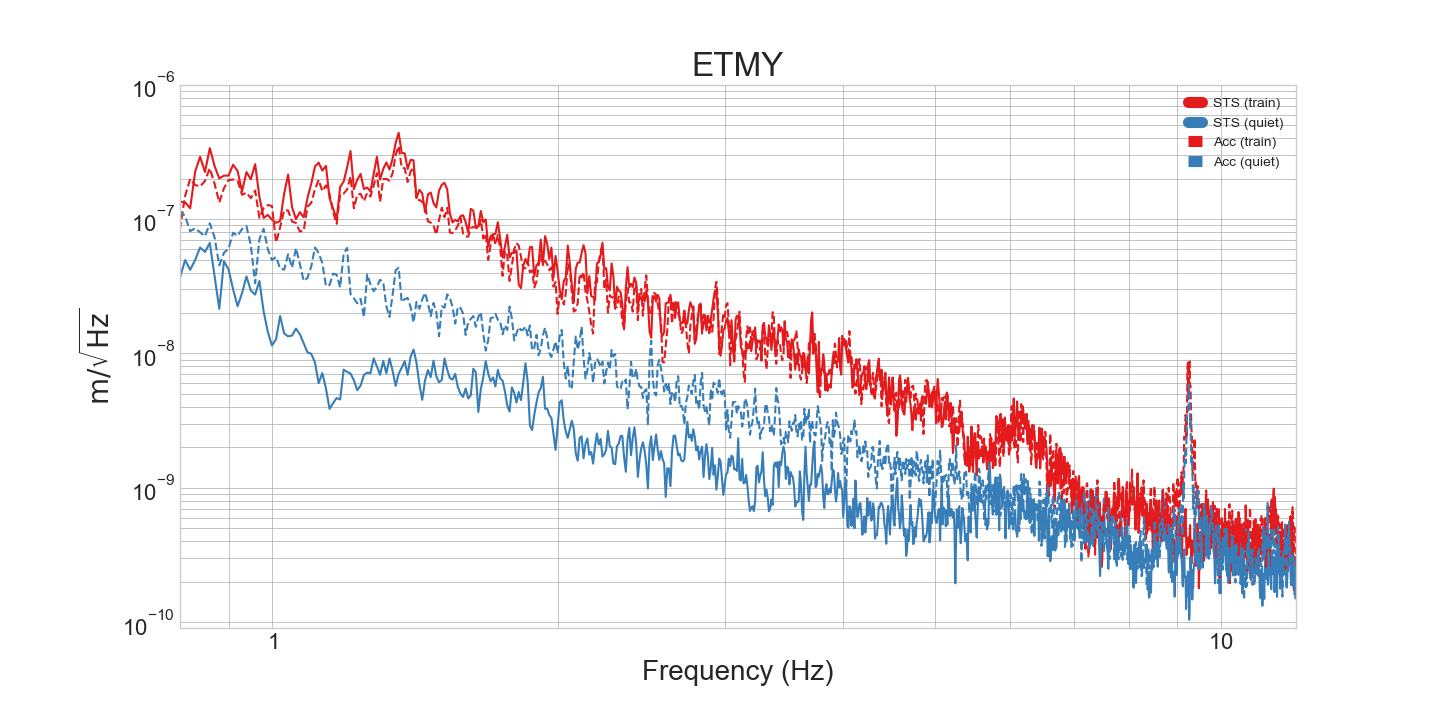 ETMY
10⁻⁶
10⁻⁷
10⁻⁸
10⁻⁹
10⁻¹⁰
m/√Hz
STS (train)
STS (quiet)
Acc (train)
Acc (quiet)
1
10
Frequency (Hz)